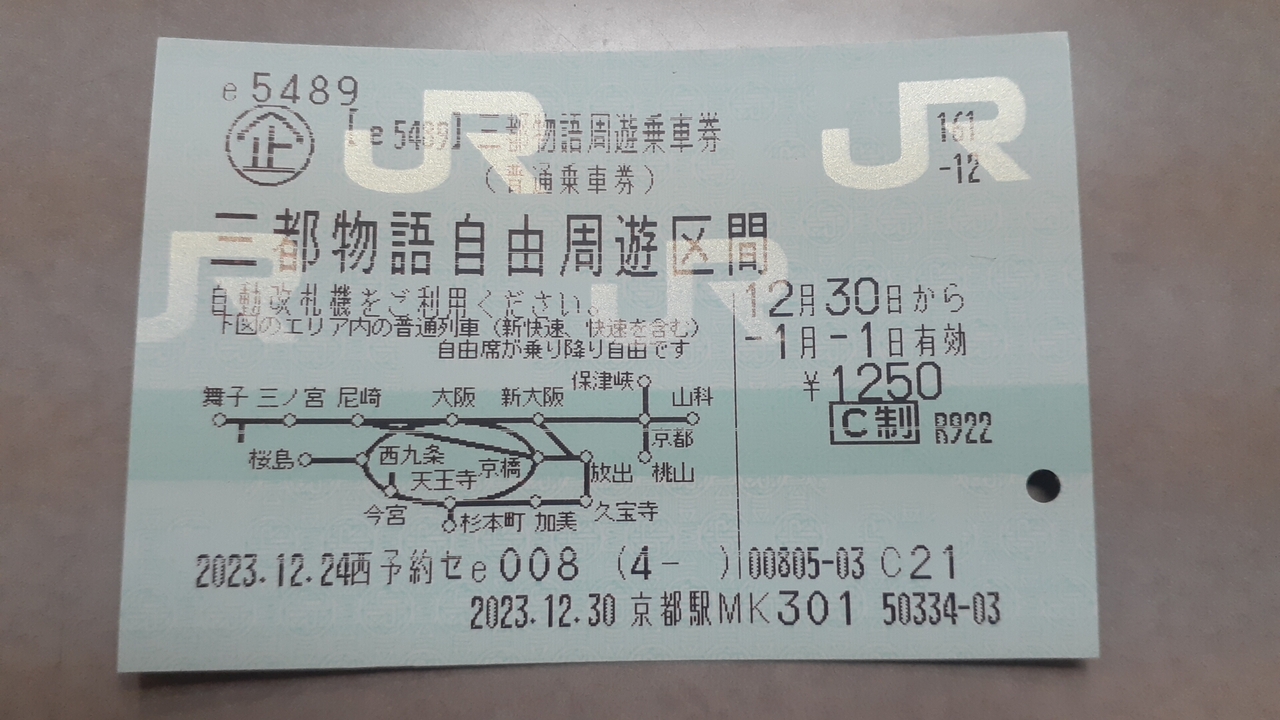 e5489
企
【e5489】三都物語周遊乗車券
161
-12
(普通乗車券)
三都物語自由周遊区間
自動改札機をご利用ください。
12月30日から
下図のエリア内の普通列車(新快速、快速を含む)
自由席が乗り降り自由です
-1月-1日有効
¥1250
C制 R922
保津峡
舞子 三ノ宮 尼崎 大阪 新大阪 山科
京都
桜島 西九条 京橋 放出 桃山
天王寺
今宮 杉本町 加美 久宝寺
2023.12.24西予約セe008 (4- ) 00805-03 C21
2023.12.30 京都駅MK301 50334-03
JR
JR
JR
JR